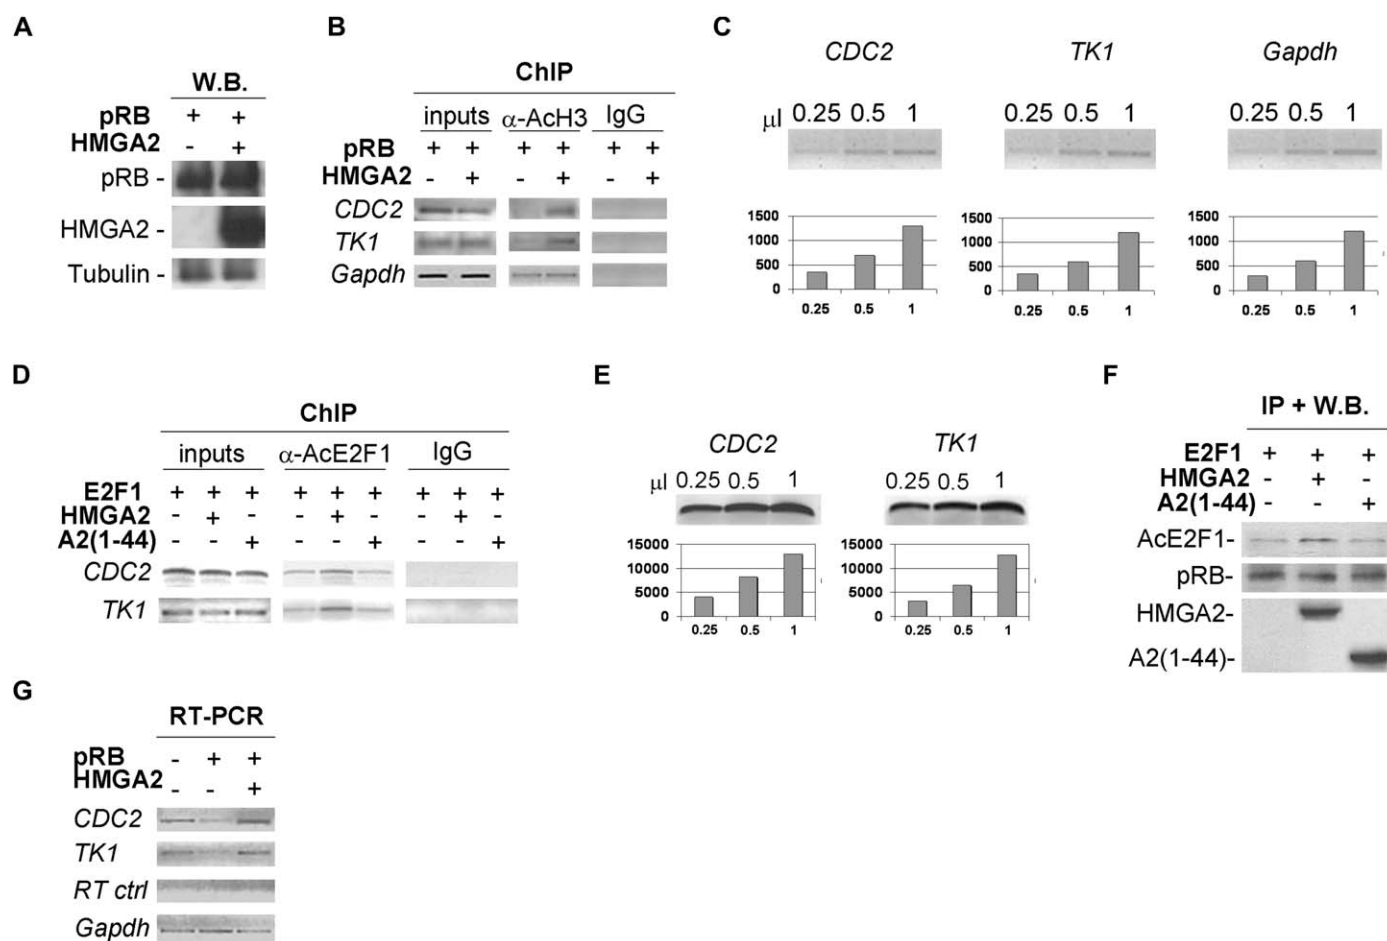 A
W.B.
pRB + +
HMGA2 - +
pRB -
HMGA2 -
Tubulin -
B
ChIP
inputs α-AcH3 IgG
pRB + + + + + +
HMGA2 - + - + - +
CDC2
TK1
Gapdh
C
CDC2 TK1 Gapdh
µl 0.25 0.5 1 0.25 0.5 1 0.25 0.5 1
1500 1500 1500
1000 1000 1000
500 500 500
0 0 0
0.25 0.5 1 0.25 0.5 1 0.25 0.5 1
D
ChIP
inputs α-AcE2F1 IgG
E2F1 + + + + + + + + +
HMGA2 - + - - + - - + -
A2(1-44) - - + - - + - - +
CDC2
TK1
E
CDC2 TK1
µl 0.25 0.5 1 0.25 0.5 1
15000 15000
10000 10000
5000 5000
0 0
0.25 0.5 1 0.25 0.5 1
F
IP + W.B.
E2F1 + + +
HMGA2 - + -
A2(1-44) - - +
AcE2F1-
pRB-
HMGA2-
A2(1-44)-
G
RT-PCR
pRB - + +
HMGA2 - - +
CDC2
TK1
RT ctrl
Gapdh